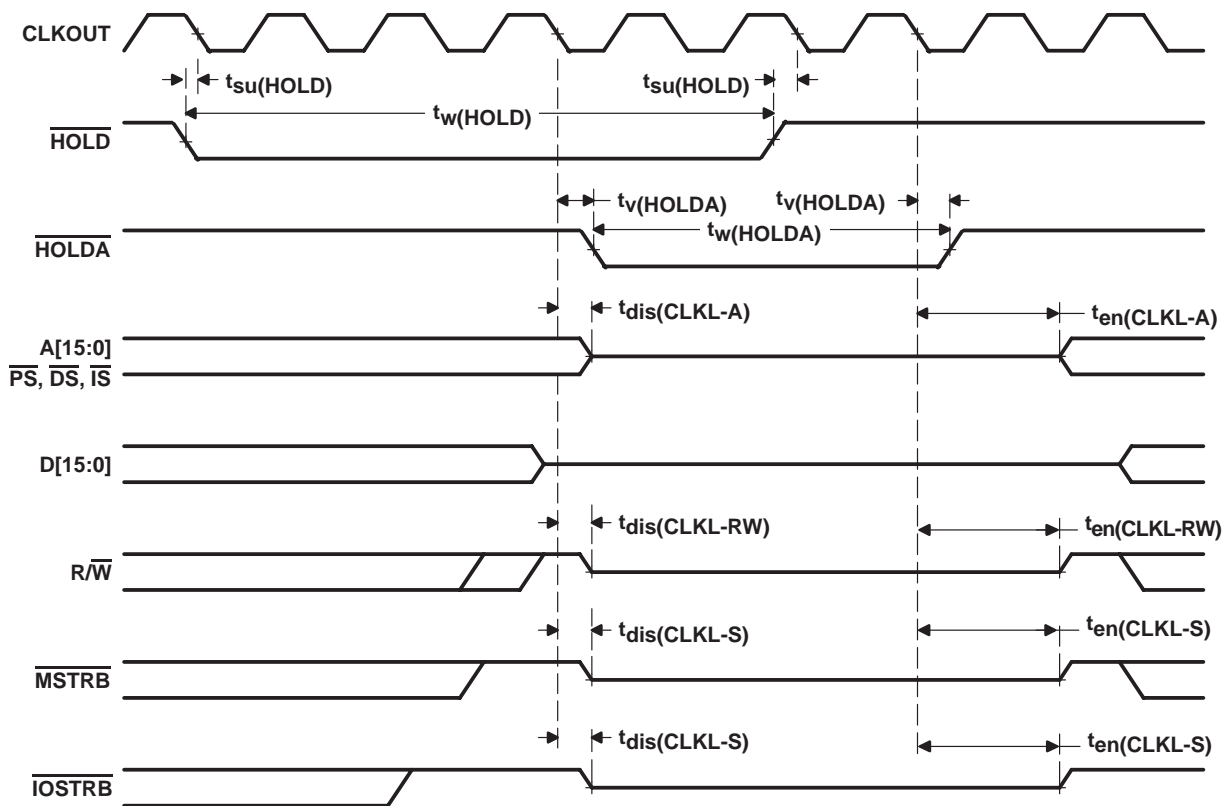 CLKOUT
tsu(HOLD) tsu(HOLD)
tw(HOLD)
HOLD
tv(HOLDA) tv(HOLDA)
tw(HOLDA)
HOLDA
tdis(CLKL-A) ten(CLKL-A)
A[15:0]
PS, DS, IS
D[15:0]
tdis(CLKL-RW) ten(CLKL-RW)
R/W
tdis(CLKL-S) ten(CLKL-S)
MSTRB
tdis(CLKL-S) ten(CLKL-S)
IOSTRB